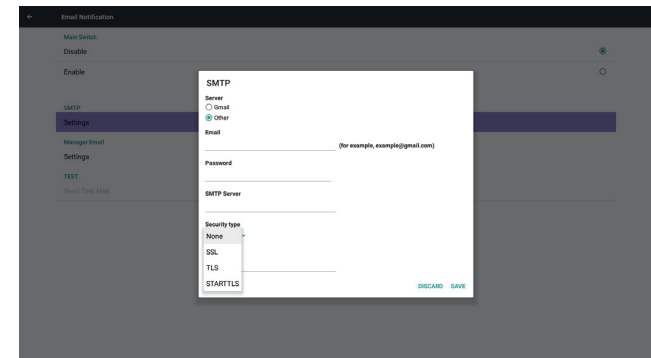 Email Notification
Main Switch
Disable
Enable
SMTP
Settings
Manager Email
Settings
TEST
Send Test Mail
SMTP
Server
Gmail
Other
Email
(for example, example@gmail.com)
Password
SMTP Server
Security type
None
SSL
TLS
STARTTLS
DISCARD SAVE